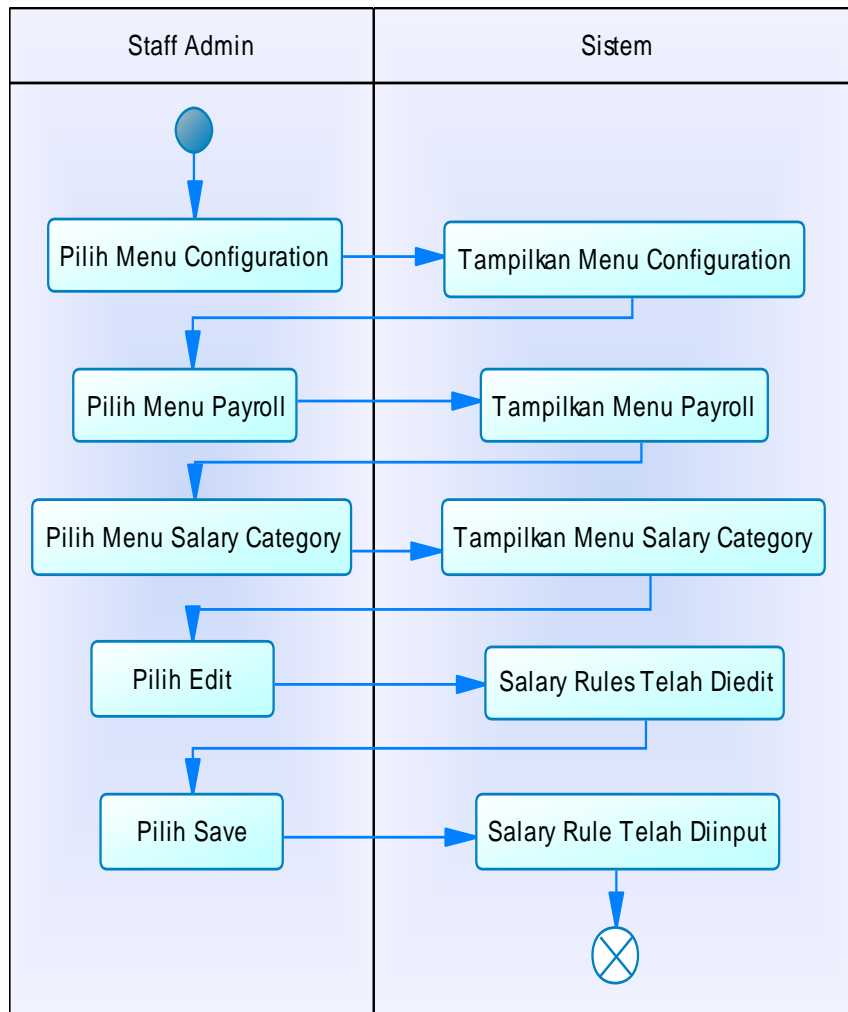 Staff Admin
Sistem
Pilih Menu Configuration
Tampilkan Menu Configuration
Pilih Menu Payroll
Tampilkan Menu Payroll
Pilih Menu Salary Category
Tampilkan Menu Salary Category
Pilih Edit
Salary Rules Telah Diedit
Pilih Save
Salary Rule Telah Diinput